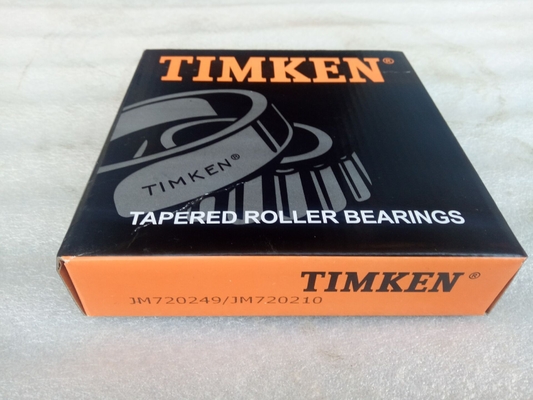 TIMKEN®
TIMKEN®
TAPERED ROLLER BEARINGS
TIMKEN®
JM720249/JM720210